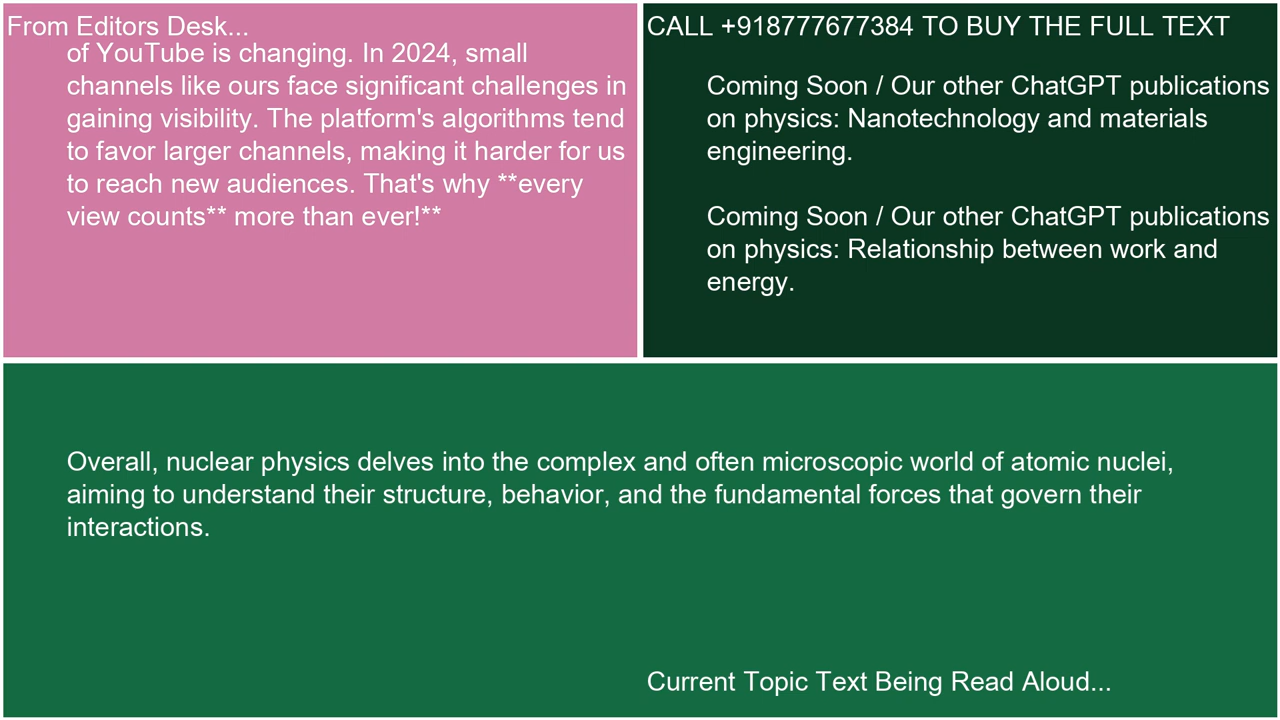 From Editors Desk...
of YouTube is changing. In 2024, small
channels like ours face significant challenges in
gaining visibility. The platform's algorithms tend
to favor larger channels, making it harder for us
to reach new audiences. That's why **every
view counts** more than ever!**
CALL +918777677384 TO BUY THE FULL TEXT
Coming Soon / Our other ChatGPT publications
on physics: Nanotechnology and materials
engineering.
Coming Soon / Our other ChatGPT publications
on physics: Relationship between work and
energy.
Overall, nuclear physics delves into the complex and often microscopic world of atomic nuclei,
aiming to understand their structure, behavior, and the fundamental forces that govern their
interactions.
Current Topic Text Being Read Aloud...